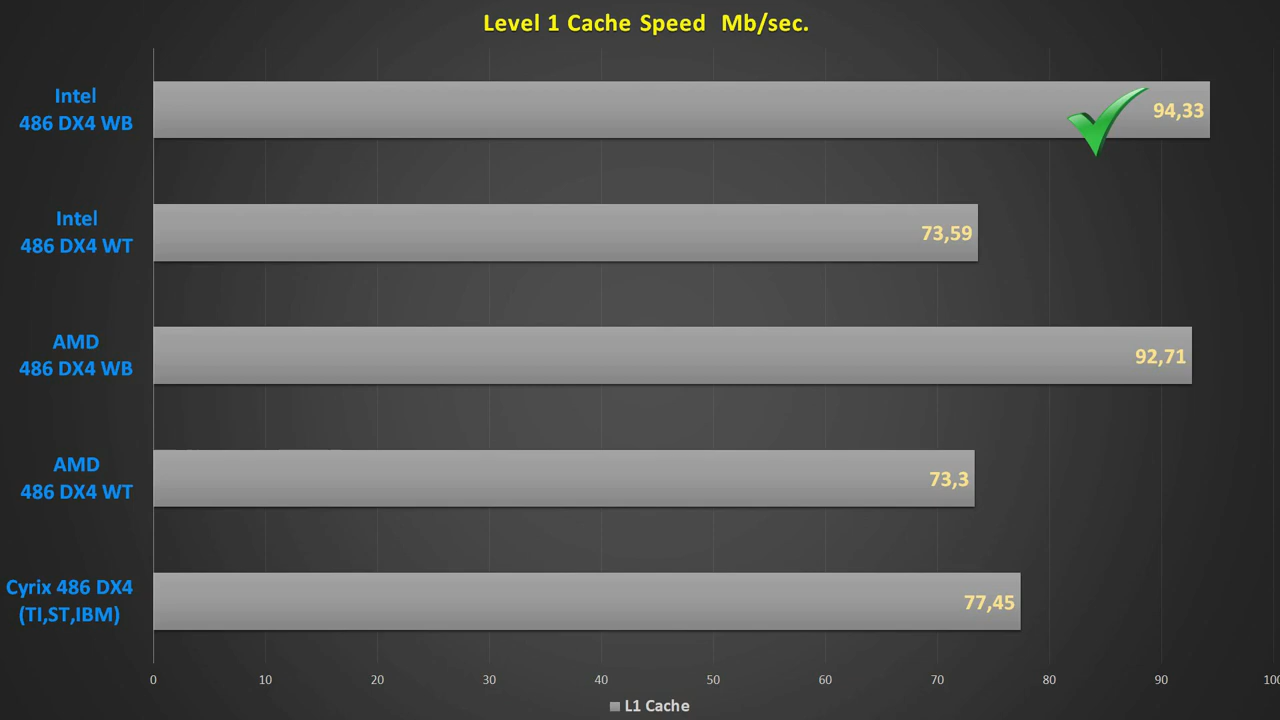 Level 1 Cache Speed  Mb/sec.
Intel
486 DX4 WB
94,33
Intel
486 DX4 WT
73,59
AMD
486 DX4 WB
92,71
AMD
486 DX4 WT
73,3
Cyrix 486 DX4
(TI,ST,IBM)
77,45
0 10 20 30 40 50 60 70 80 90 100
L1 Cache